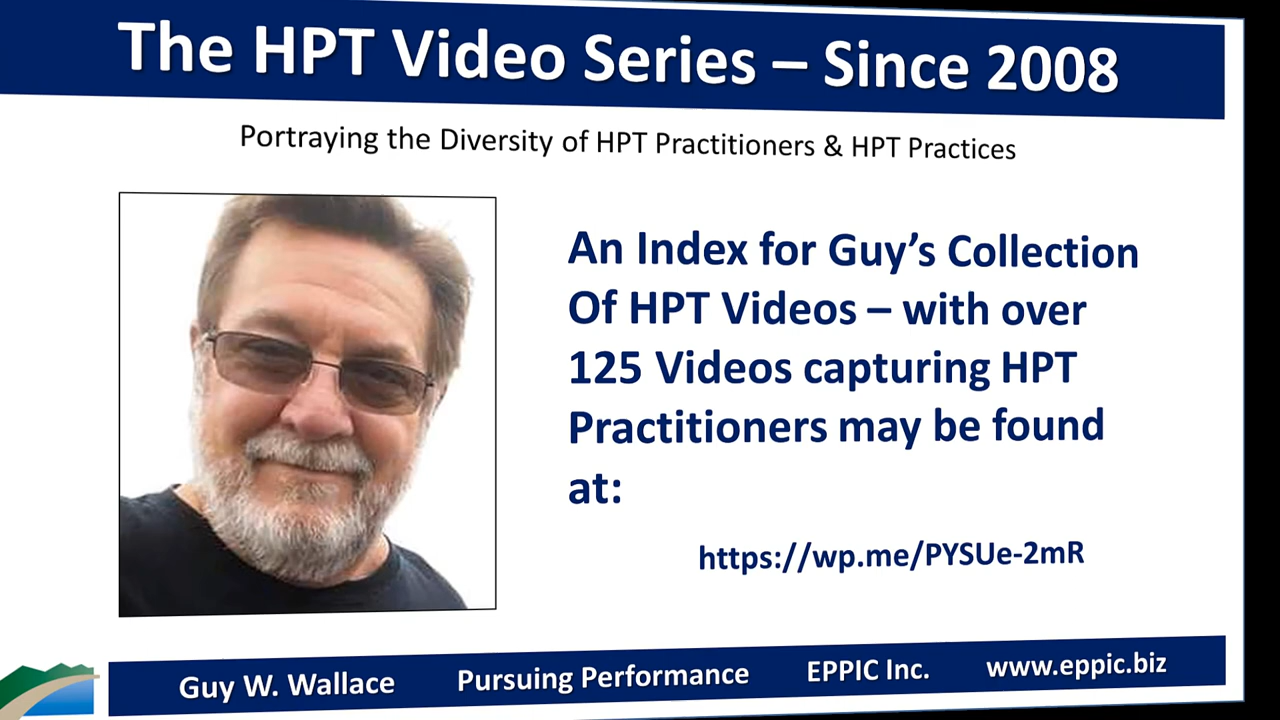 The HPT Video Series – Since 2008
Portraying the Diversity of HPT Practitioners & HPT Practices
An Index for Guy’s Collection
Of HPT Videos – with over
125 Videos capturing HPT
Practitioners may be found
at:
https://wp.me/PYSUe-2mR
Guy W. Wallace Pursuing Performance EPPIC Inc. www.eppic.biz